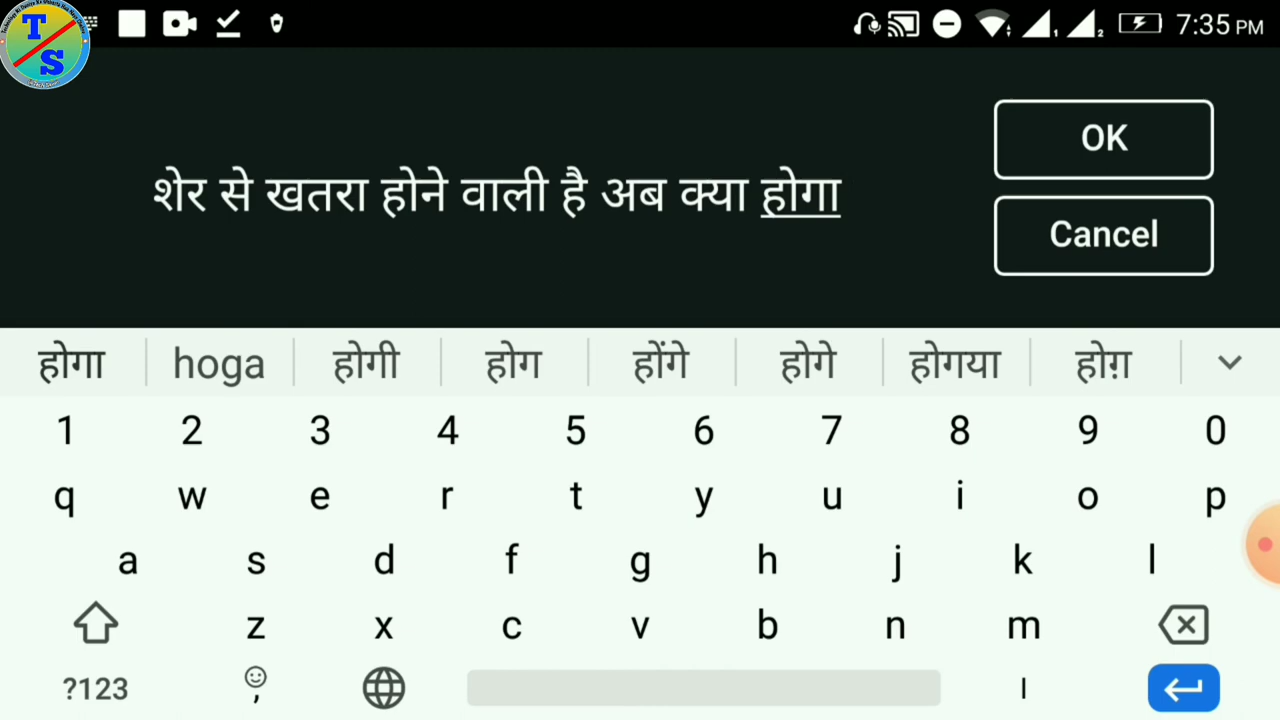 TS
7:35 PM
शेर से खतरा होने वाली है अब क्या होगा
OK
Cancel
होगा hoga होगी होग होंगे होगे होगया होग़
1 2 3 4 5 6 7 8 9 0
q w e r t y u i o p
a s d f g h j k l
z x c v b n m
?123 , ।